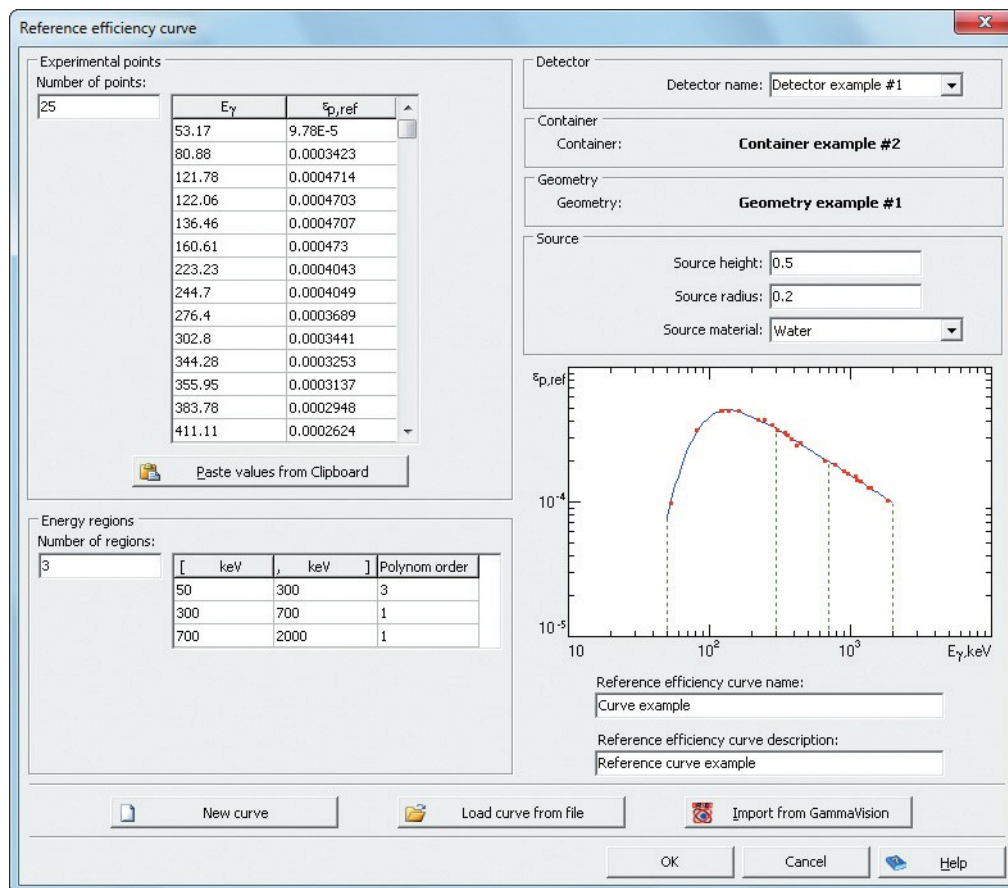 Reference efficiency curve
Experimental points
Number of points:
25
Eγ εp,ref
53.17 9.78E-5
80.88 0.0003423
121.78 0.0004714
122.06 0.0004703
136.46 0.0004707
160.61 0.000473
223.23 0.0004043
244.7 0.0004049
276.4 0.0003689
302.8 0.0003441
344.28 0.0003253
355.95 0.0003137
383.78 0.0002948
411.11 0.0002624
Paste values from Clipboard
Energy regions
Number of regions:
3
[ keV , keV ] Polynom order
50 300 3
300 700 1
700 2000 1
Detector
Detector name: Detector example #1
Container
Container: Container example #2
Geometry
Geometry: Geometry example #1
Source
Source height: 0.5
Source radius: 0.2
Source material: Water
εp,ref
10⁻⁴
10⁻⁵
10 10² 10³ Eγ,keV
Reference efficiency curve name:
Curve example
Reference efficiency curve description:
Reference curve example
New curve Load curve from file Import from GammaVision
OK Cancel Help